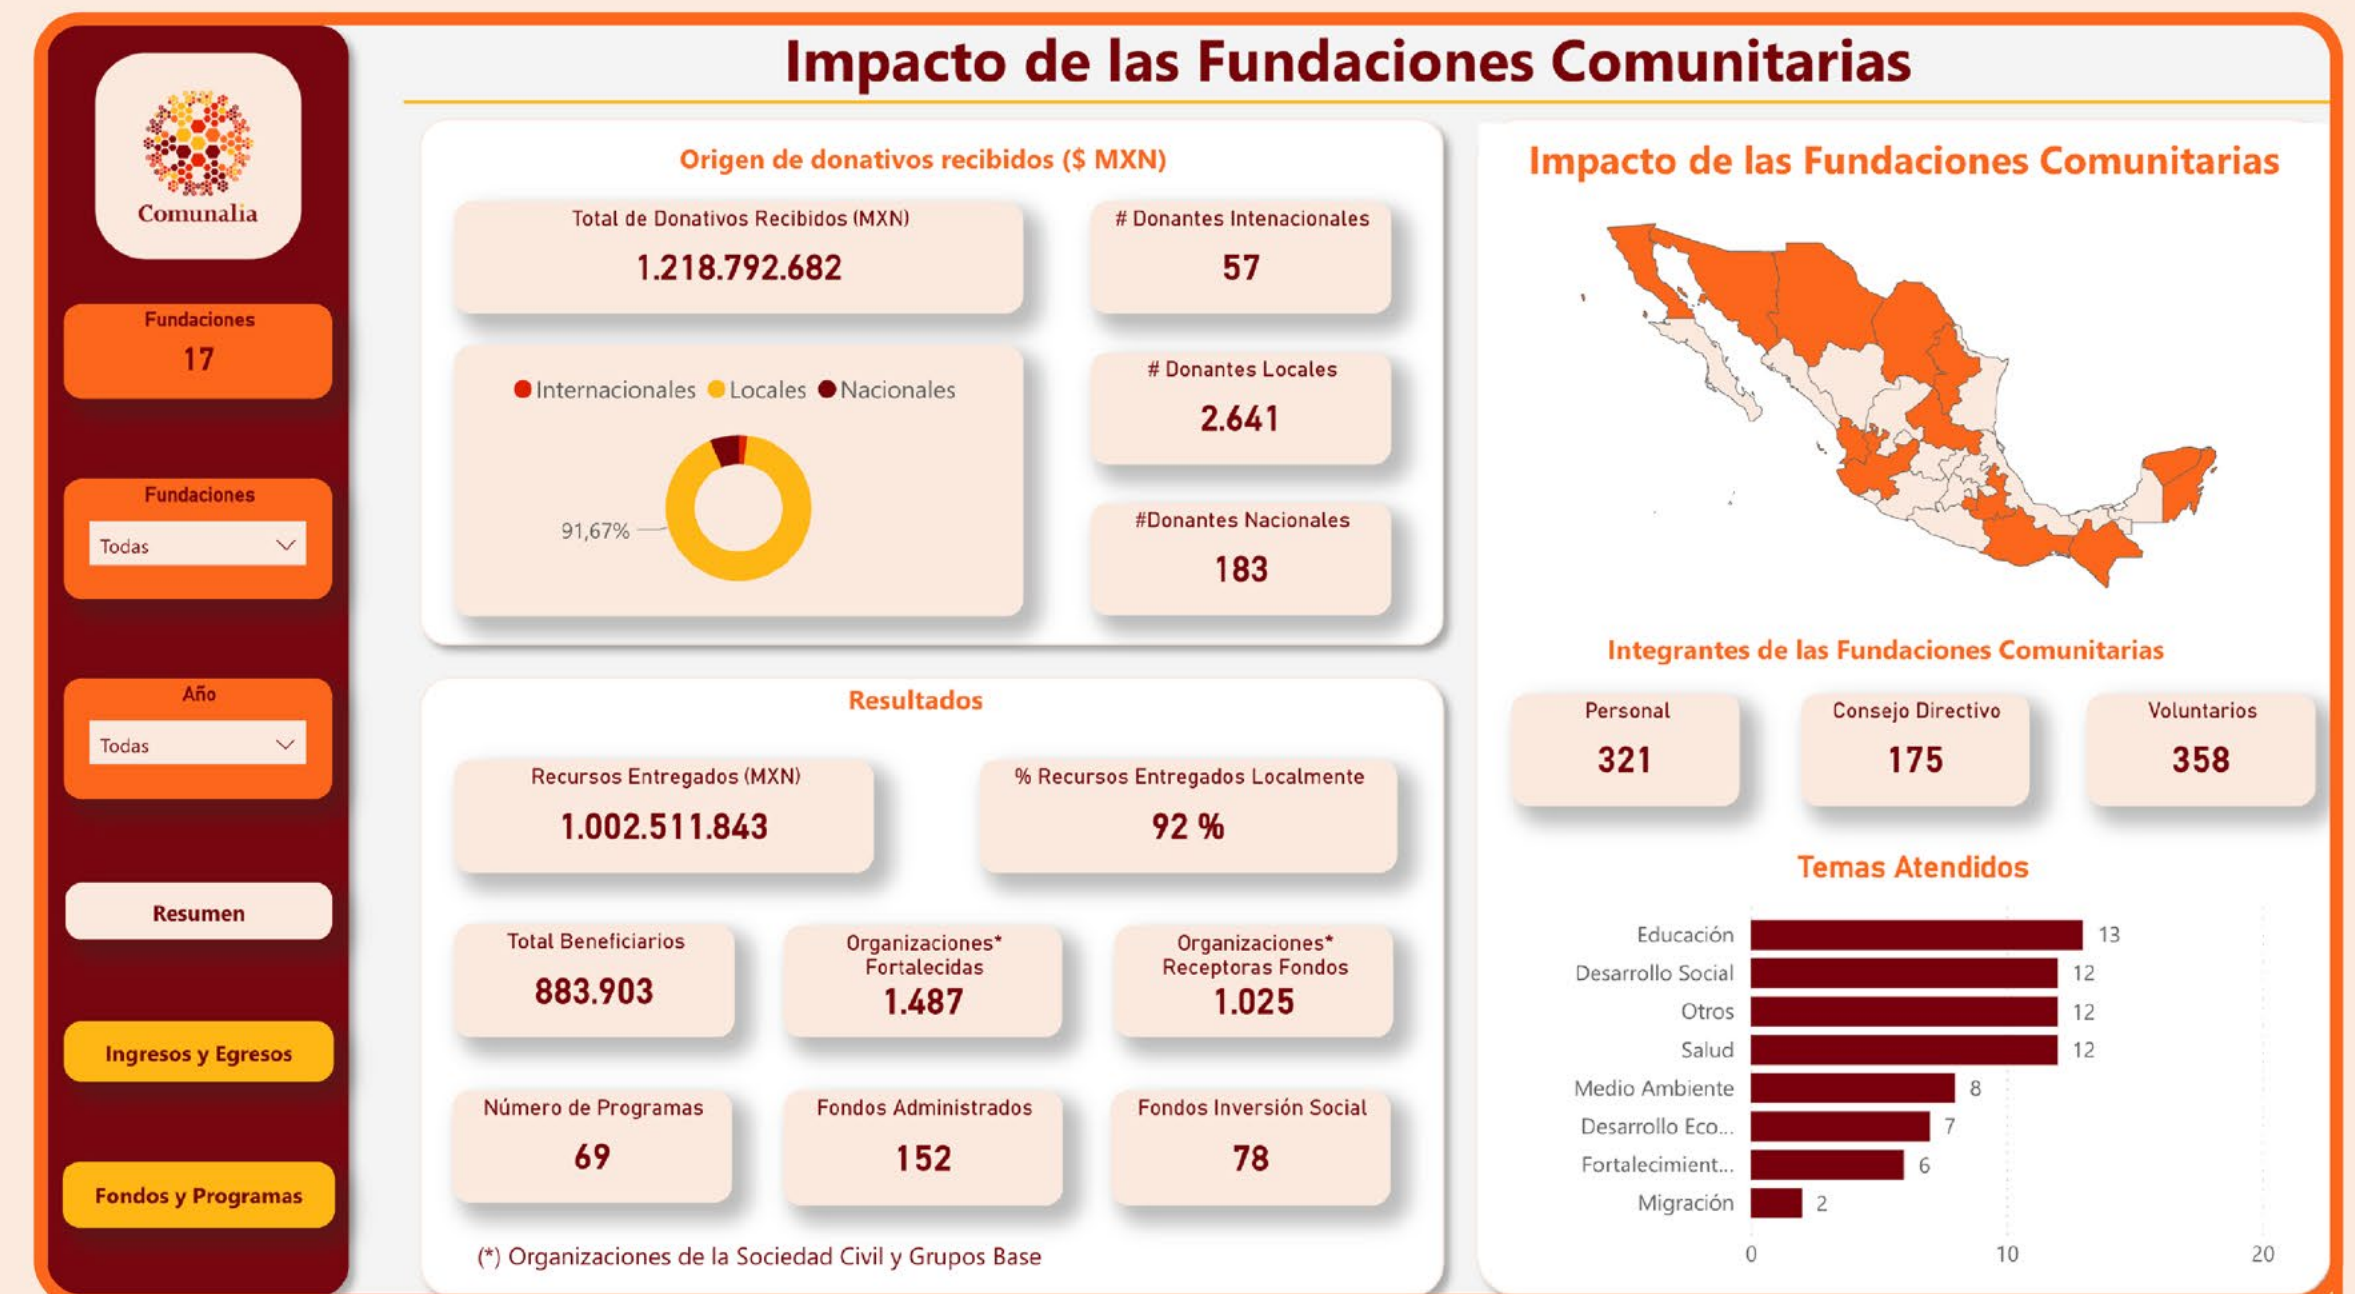 Impacto de las Fundaciones Comunitarias
Comunalia
Fundaciones
17
Fundaciones
Todas
Año
Todas
Resumen
Ingresos y Egresos
Fondos y Programas
Origen de donativos recibidos ($ MXN)
Total de Donativos Recibidos (MXN)
1.218.792.682
# Donantes Intenacionales
57
Internacionales Locales Nacionales
91,67%
# Donantes Locales
2.641
#Donantes Nacionales
183
Resultados
Recursos Entregados (MXN)
1.002.511.843
% Recursos Entregados Localmente
92 %
Total Beneficiarios
883.903
Organizaciones*
Fortalecidas
1.487
Organizaciones*
Receptoras Fondos
1.025
Número de Programas
69
Fondos Administrados
152
Fondos Inversión Social
78
(*) Organizaciones de la Sociedad Civil y Grupos Base
Impacto de las Fundaciones Comunitarias
Integrantes de las Fundaciones Comunitarias
Personal
321
Consejo Directivo
175
Voluntarios
358
Temas Atendidos
Educación 13
Desarrollo Social 12
Otros 12
Salud 12
Medio Ambiente 8
Desarrollo Eco... 7
Fortalecimient... 6
Migración 2
0 10 20